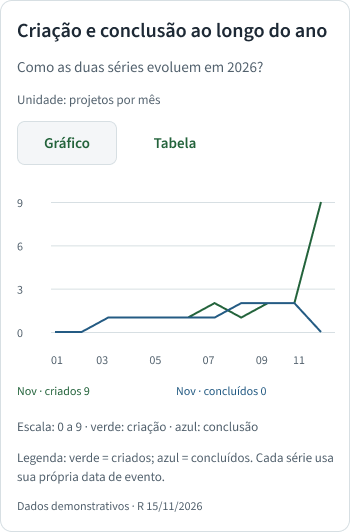 Criação e conclusão ao longo do ano
Como as duas séries evoluem em 2026?
Unidade: projetos por mês
Gráfico
Tabela
9
6
3
0
01 03 05 07 09 11
Nov · criados 9
Nov · concluídos 0
Escala: 0 a 9 · verde: criação · azul: conclusão
Legenda: verde = criados; azul = concluídos. Cada série usa
sua própria data de evento.
Dados demonstrativos · R 15/11/2026